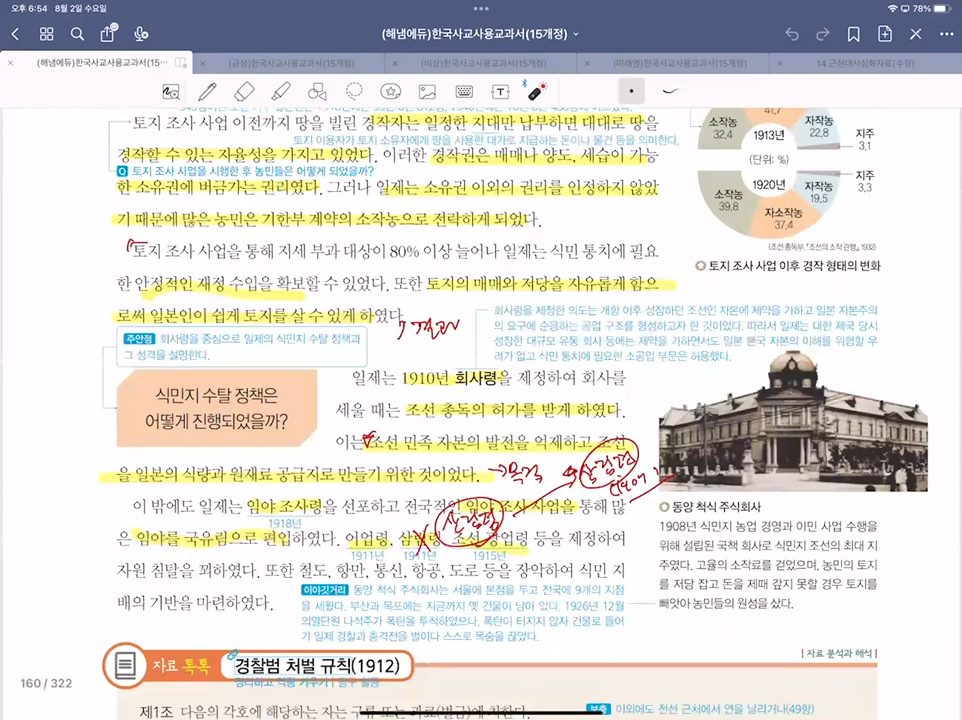 오후 6:54 8월 2일 수요일
78%
(해냄에듀)한국사교사용교과서(15개정)
(해냄에듀)한국사교사용교과서(15…
(금성)한국사교사용교과서(15개정)
(비상)한국사교사용교과서(15개정)
(미래엔)한국사교사용교과서(15개정)
14.근현대사심화자료(수정)
토지 조사 사업 이전까지 땅을 빌린 경작자는 일정한 지대만 납부하면 대대로 땅을
토지 이용자가 토지 소유자에게 땅을 사용한 대가로 지급하는 돈이나 물건 등을 의미한다.
경작할 수 있는 자율성을 가지고 있었다. 이러한 경작권은 매매나 양도, 세습이 가능
Q 토지 조사 사업을 시행한 후 농민들은 어떻게 되었을까?
한 소유권에 버금가는 권리였다. 그러나 일제는 소유권 이외의 권리를 인정하지 않았
기 때문에 많은 농민은 기한부 계약의 소작농으로 전락하게 되었다.
토지 조사 사업을 통해 지세 부과 대상이 80% 이상 늘어나 일제는 식민 통치에 필요
한 안정적인 재정 수입을 확보할 수 있었다. 또한 토지의 매매와 저당을 자유롭게 함으
로써 일본인이 쉽게 토지를 살 수 있게 하였다.
결과
소작농
32,4
41,7
1913년
자작농
22,8
지주
3,1
(단위: %)
1920년
소작농
39,8
자소작농
37,4
자작농
19,5
지주
3,3
(조선 총독부, 『조선의 소작 관행』, 1932)
토지 조사 사업 이후 경작 형태의 변화
주안점 회사령을 중심으로 일제의 식민지 수탈 정책과
그 성격을 설명한다.
회사령을 제정한 의도는 개항 이후 성장하던 조선인 자본에 제약을 가하고 일본 자본주의
의 요구에 순응하는 공업 구조를 형성하고자 한 것이었다. 따라서 일제는 대한 제국 당시
성장한 대규모 유통 회사 등에는 제약을 가하면서도 일본 본국 자본의 이해를 위협할 우
려가 없고 식민 통치에 필요한 소공업 부문은 허용했다.
식민지 수탈 정책은
어떻게 진행되었을까?
일제는 1910년 회사령을 제정하여 회사를
세울 때는 조선 총독의 허가를 받게 하였다.
이는 조선 민족 자본의 발전을 억제하고 조선
을 일본의 식량과 원재료 공급지로 만들기 위한 것이었다.
목적
삼림령
이 밖에도 일제는 임야 조사령을 선포하고 전국적인 임야 조사 사업을 통해 많
1918년
은 임야를 국유림으로 편입하였다. 어업령, 삼림령, 조선 광업령 등을 제정하여
1911년 1911년 1915년
자원 침탈을 꾀하였다. 또한 철도, 항만, 통신, 항공, 도로 등을 장악하여 식민 지
배의 기반을 마련하였다.
이야깃거리 동양 척식 주식회사는 서울에 본점을 두고 전국에 9개의 지점
을 세웠다. 부산과 목포에는 지금까지 옛 건물이 남아 있다. 1926년 12월
의열단원 나석주가 폭탄을 투척하였으나, 폭탄이 터지지 않자 건물로 들어
가 일제 경찰과 총격전을 벌이다 스스로 목숨을 끊었다.
동양 척식 주식회사
1908년 식민지 농업 경영과 이민 사업 수행을
위해 설립된 국책 회사로 식민지 조선의 최대 지
주였다. 고율의 소작료를 걷었으며, 농민의 토지
를 저당 잡고 돈을 제때 갚지 못할 경우 토지를
빼앗아 농민들의 원성을 샀다.
| 자료 분석과 해석 |
자료 톡톡 경찰범 처벌 규칙(1912)
160 / 322
제1조 다음의 각호에 해당하는 자는 구류 또는 과료(벌금)에 처한다.
보충 이외에도 전선 근처에서 연을 날리거나(49항)